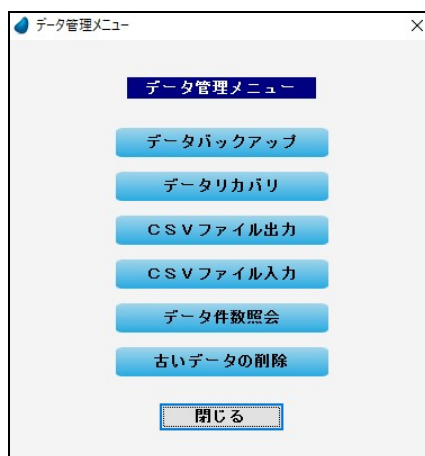 データ管理メニュー
データ管理メニュー
データバックアップ
データリカバリ
ＣＳＶファイル出力
ＣＳＶファイル入力
データ件数照会
古いデータの削除
閉じる